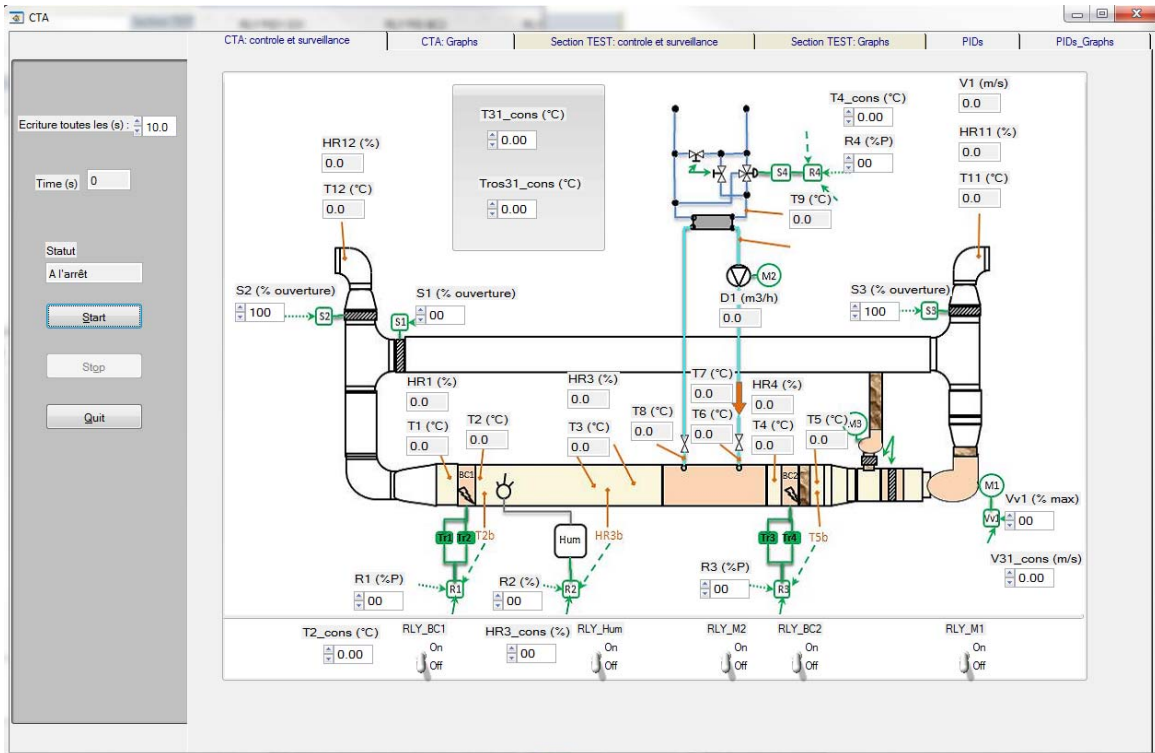 CTA
CTA: controle et surveillance
CTA: Graphs
Section TEST: controle et surveillance
Section TEST: Graphs
PIDs
PIDs_Graphs
Ecriture toutes les (s) : 10.0
Time (s) 0
Statut
A l'arrêt
Start
Stop
Quit
T31_cons (°C)
0.00
Tros31_cons (°C)
0.00
HR12 (%)
0.0
T12 (°C)
0.0
T4_cons (°C)
0.00
R4 (%P)
00
S4
R4
T9 (°C)
0.0
V1 (m/s)
0.0
HR11 (%)
0.0
T11 (°C)
0.0
S2 (% ouverture)
100
S2
S1 (% ouverture)
00
S1
M2
D1 (m3/h)
0.0
S3 (% ouverture)
100
S3
HR1 (%)
0.0
T1 (°C)
0.0
T2 (°C)
0.0
HR3 (%)
0.0
T3 (°C)
0.0
T8 (°C)
0.0
T7 (°C)
0.0
T6 (°C)
0.0
HR4 (%)
0.0
T4 (°C)
0.0
T5 (°C)
0.0
M3
BC1
BC2
M1
Vv1
Vv1 (% max)
00
V31_cons (m/s)
0.00
Tr1
Tr2
T2b
Hum
HR3b
Tr3
Tr4
T5b
R1 (%P)
00
R1
R2 (%)
00
R2
R3 (%P)
00
R3
T2_cons (°C)
0.00
RLY_BC1
On
Off
HR3_cons (%)
00
RLY_Hum
On
Off
RLY_M2
On
Off
RLY_BC2
On
Off
RLY_M1
On
Off